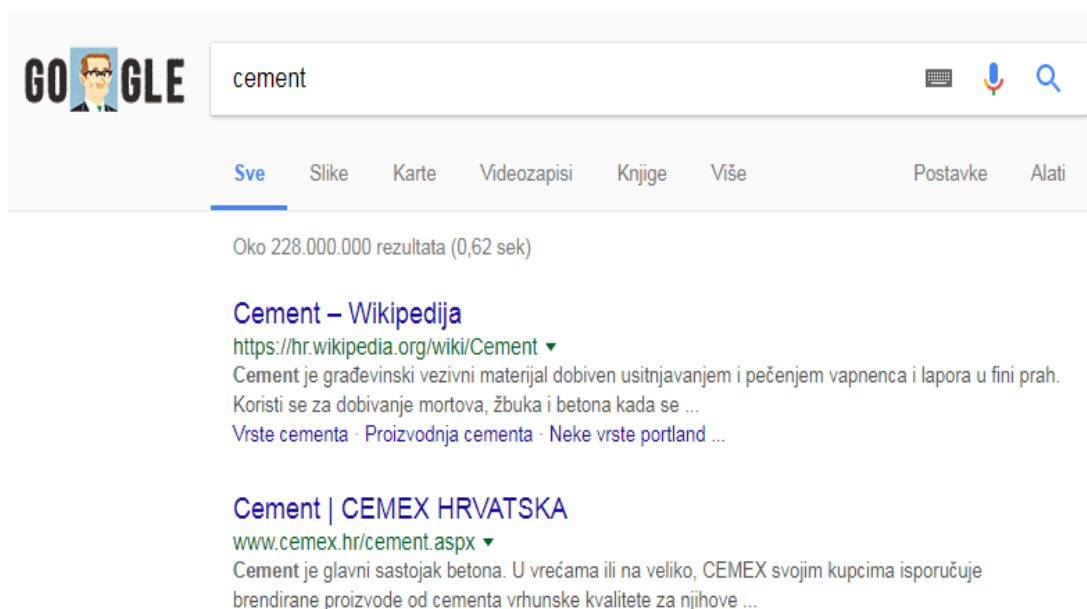 GO GLE
cement
Sve Slike Karte Videozapisi Knjige Više Postavke Alati
Oko 228.000.000 rezultata (0,62 sek)
Cement – Wikipedija
https://hr.wikipedia.org/wiki/Cement
Cement je građevinski vezivni materijal dobiven usitnjavanjem i pečenjem vapnenca i lapora u fini prah.
Koristi se za dobivanje mortova, žbuka i betona kada se ...
Vrste cementa · Proizvodnja cementa · Neke vrste portland ...
Cement | CEMEX HRVATSKA
www.cemex.hr/cement.aspx
Cement je glavni sastojak betona. U vrećama ili na veliko, CEMEX svojim kupcima isporučuje
brendirane proizvode od cementa vrhunske kvalitete za njihove ...